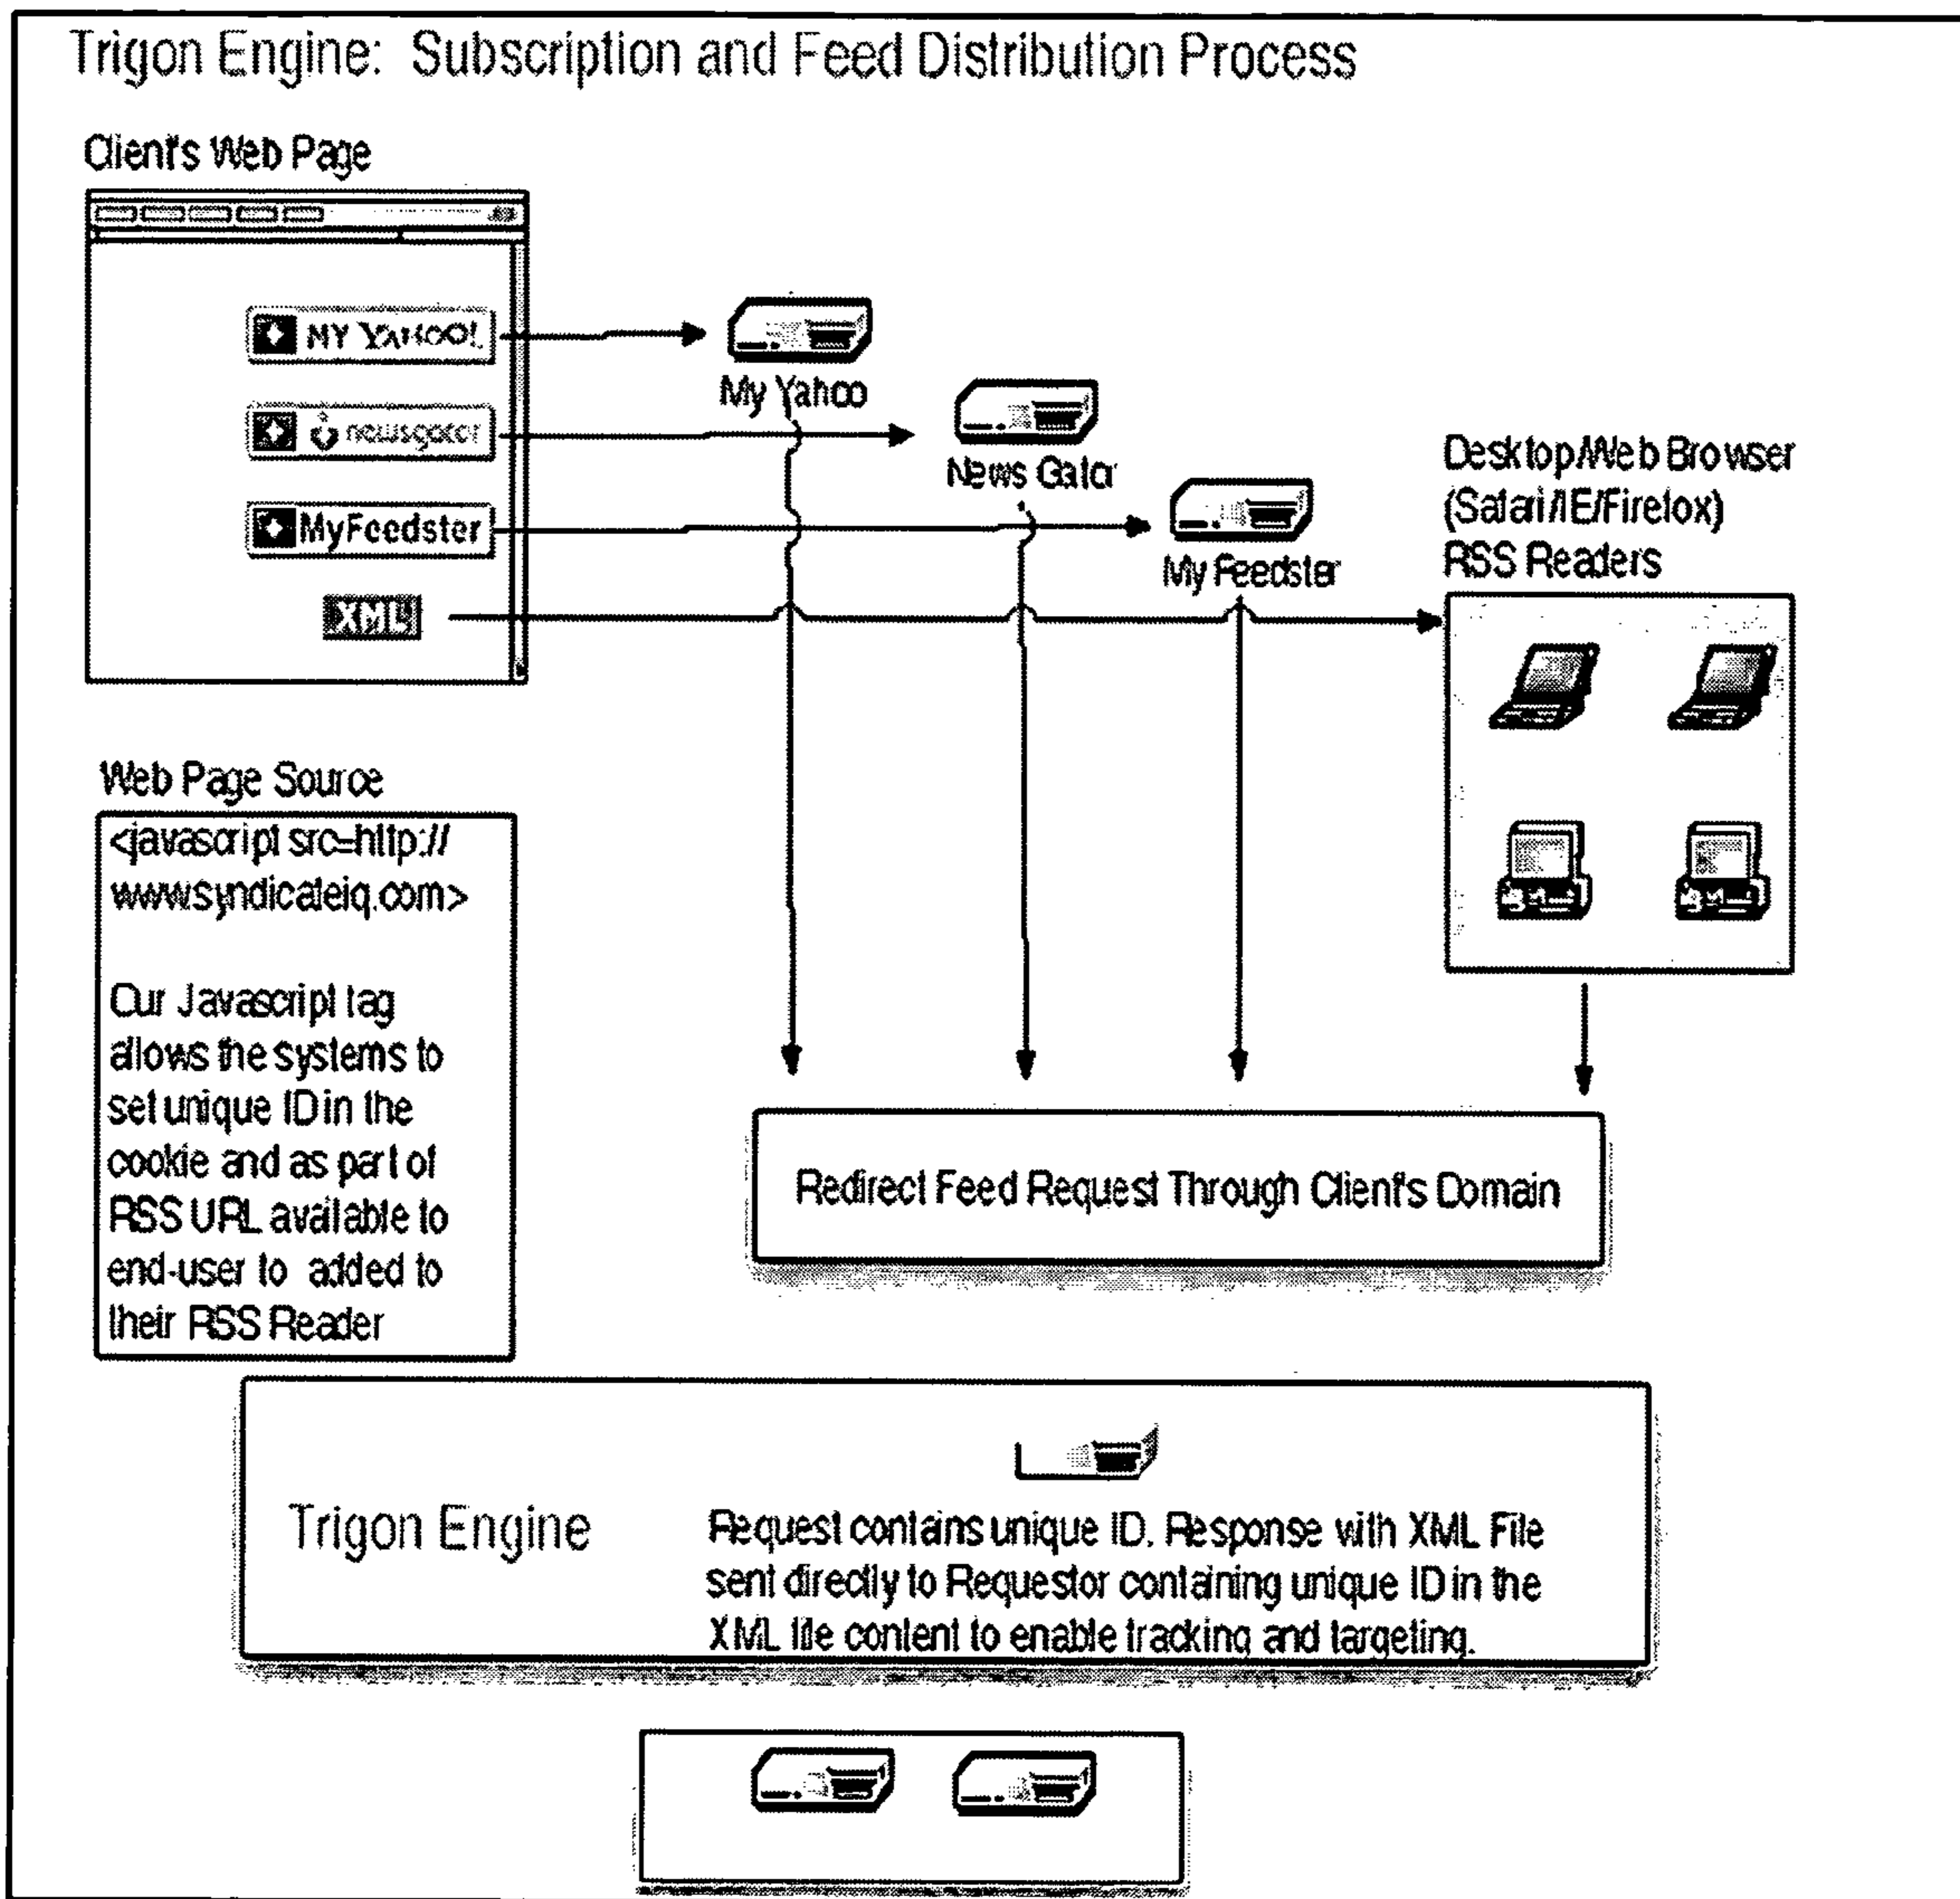 Trigon Engine: Subscription and Feed Distribution Process
Client's Web Page
MY YAHOO!
newsgator
MyFeedster
XML
My Yahoo
News Gator
My Feedster
Desktop/Web Browser
(Safari/IE/Firefox)
RSS Readers
Web Page Source
<javascript src=http://
www.syndicateiq.com>
Our Javascript tag
allows the systems to
set unique ID in the
cookie and as part of
RSS URL available to
end-user to added to
their RSS Reader
Redirect Feed Request Through Client's Domain
Trigon Engine
Request contains unique ID. Response with XML File
sent directly to Requestor containing unique ID in the
XML file content to enable tracking and targeting.